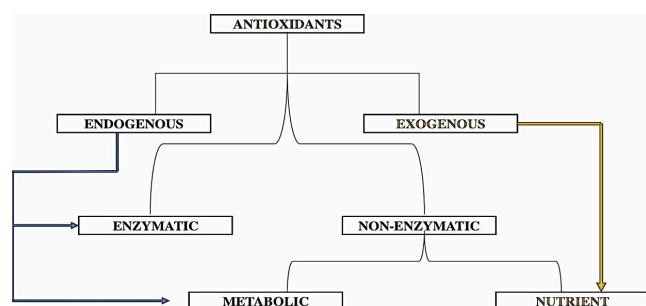 ANTIOXIDANTS
ENDOGENOUS
EXOGENOUS
ENZYMATIC
NON-ENZYMATIC
METABOLIC
NUTRIENT